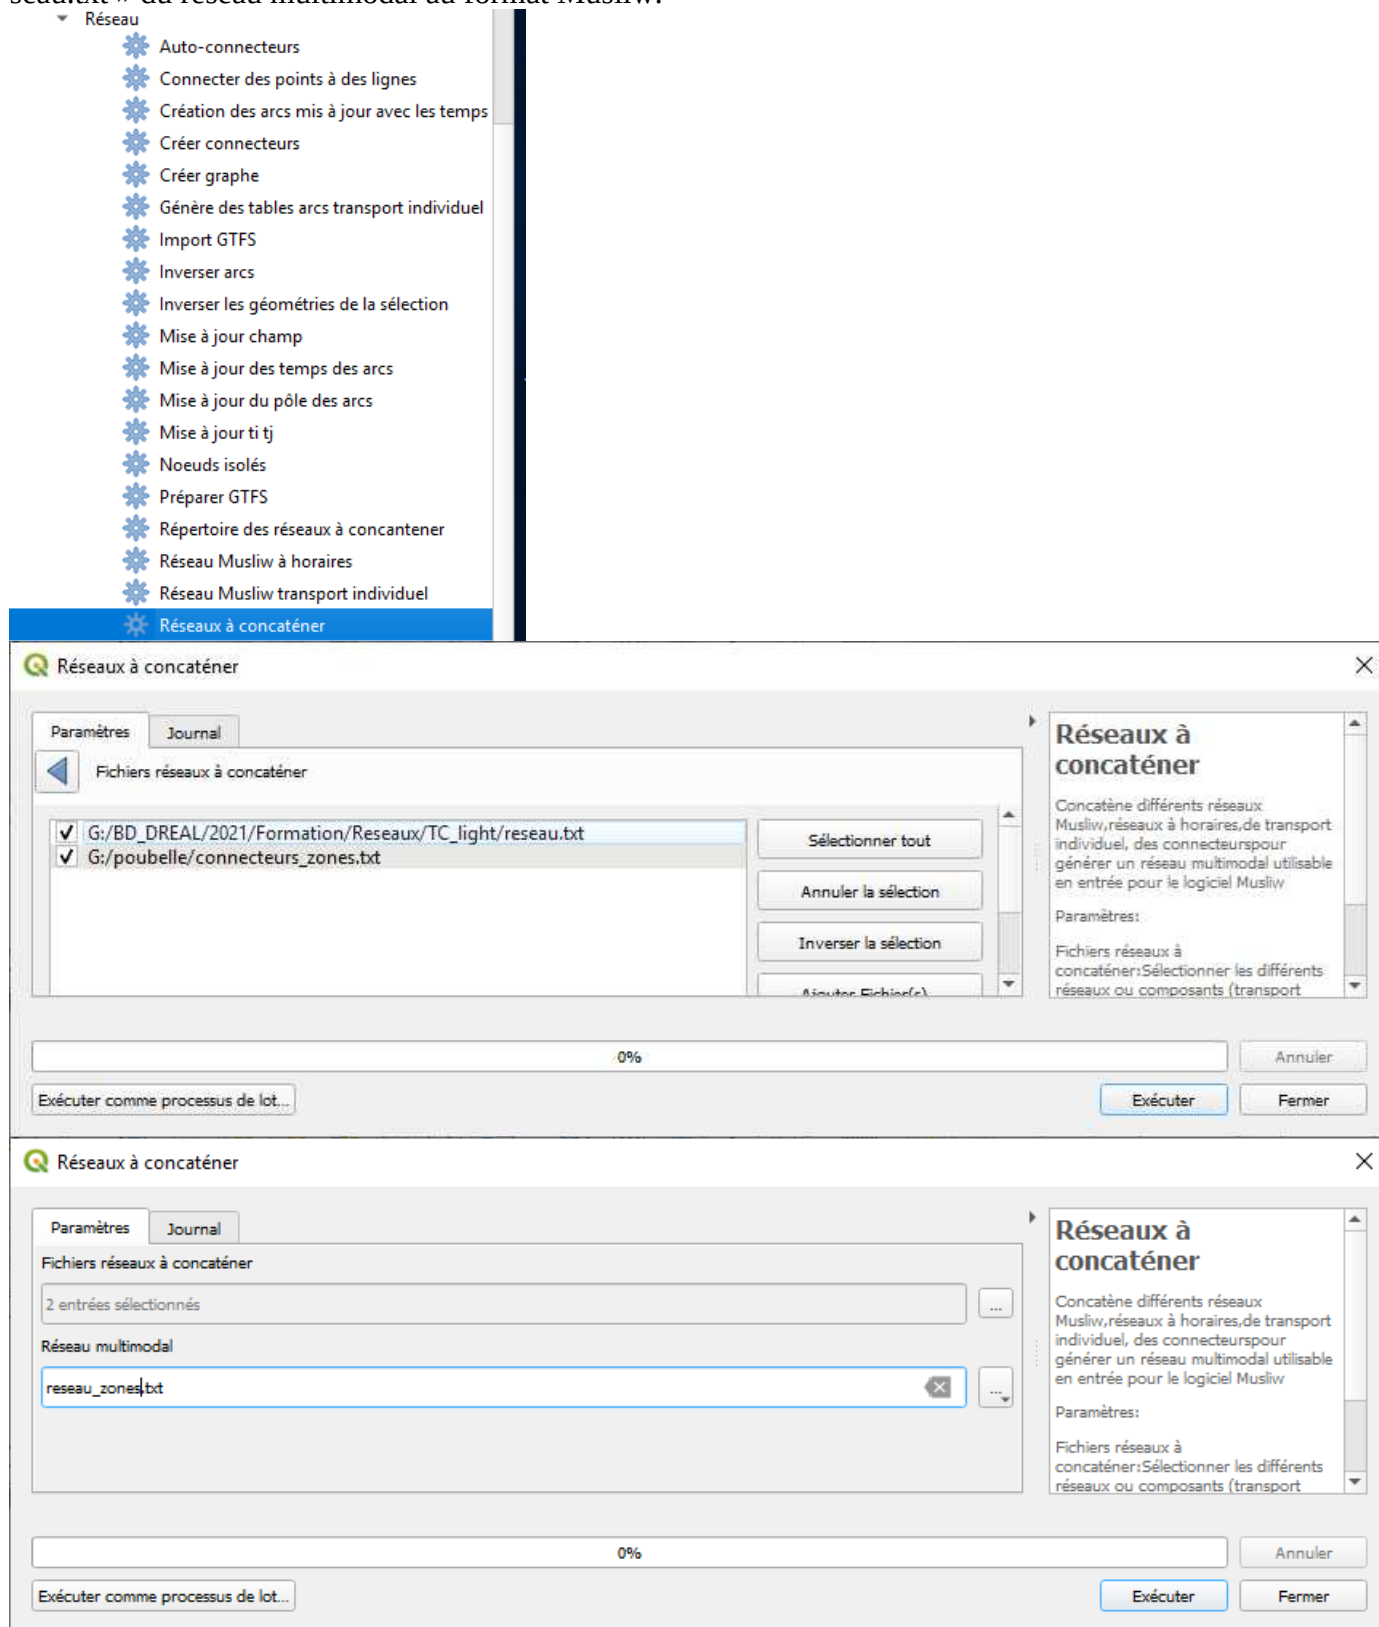 seau.txt » du réseau multimodal au format Musliw.
Réseau
Auto-connecteurs
Connecter des points à des lignes
Création des arcs mis à jour avec les temps
Créer connecteurs
Créer graphe
Génère des tables arcs transport individuel
Import GTFS
Inverser arcs
Inverser les géométries de la sélection
Mise à jour champ
Mise à jour des temps des arcs
Mise à jour du pôle des arcs
Mise à jour ti tj
Noeuds isolés
Préparer GTFS
Répertoire des réseaux à concantener
Réseau Musliw à horaires
Réseau Musliw transport individuel
Réseaux à concaténer
Réseaux à concaténer
Paramètres
Journal
Fichiers réseaux à concaténer
G:/BD_DREAL/2021/Formation/Reseaux/TC_light/reseau.txt
G:/poubelle/connecteurs_zones.txt
Sélectionner tout
Annuler la sélection
Inverser la sélection
Ajouter Fichier(s)
Réseaux à
concaténer
Concatène différents réseaux
Musliw,réseaux à horaires,de transport
individuel, des connecteurspour
générer un réseau multimodal utilisable
en entrée pour le logiciel Musliw
Paramètres:
Fichiers réseaux à
concaténer:Sélectionner les différents
réseaux ou composants (transport
0%
Annuler
Exécuter comme processus de lot...
Exécuter
Fermer
Réseaux à concaténer
Paramètres
Journal
Fichiers réseaux à concaténer
2 entrées sélectionnés
...
Réseau multimodal
reseau_zones.txt
...
Réseaux à
concaténer
Concatène différents réseaux
Musliw,réseaux à horaires,de transport
individuel, des connecteurspour
générer un réseau multimodal utilisable
en entrée pour le logiciel Musliw
Paramètres:
Fichiers réseaux à
concaténer:Sélectionner les différents
réseaux ou composants (transport
0%
Annuler
Exécuter comme processus de lot...
Exécuter
Fermer